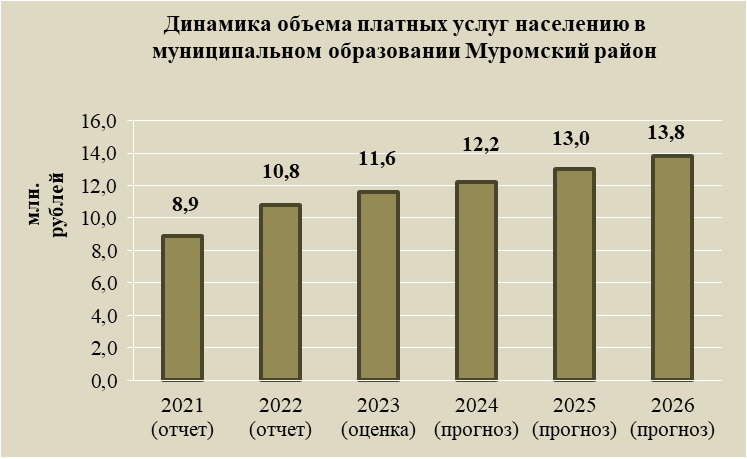 Динамика объема платных услуг населению в
муниципальном образовании Муромский район
млн.
рублей
16,0
14,0
12,0
10,0
8,0
6,0
4,0
2,0
0,0
8,9
10,8
11,6
12,2
13,0
13,8
2021 2022 2023 2024 2025 2026
(отчет) (отчет) (оценка) (прогноз) (прогноз) (прогноз)